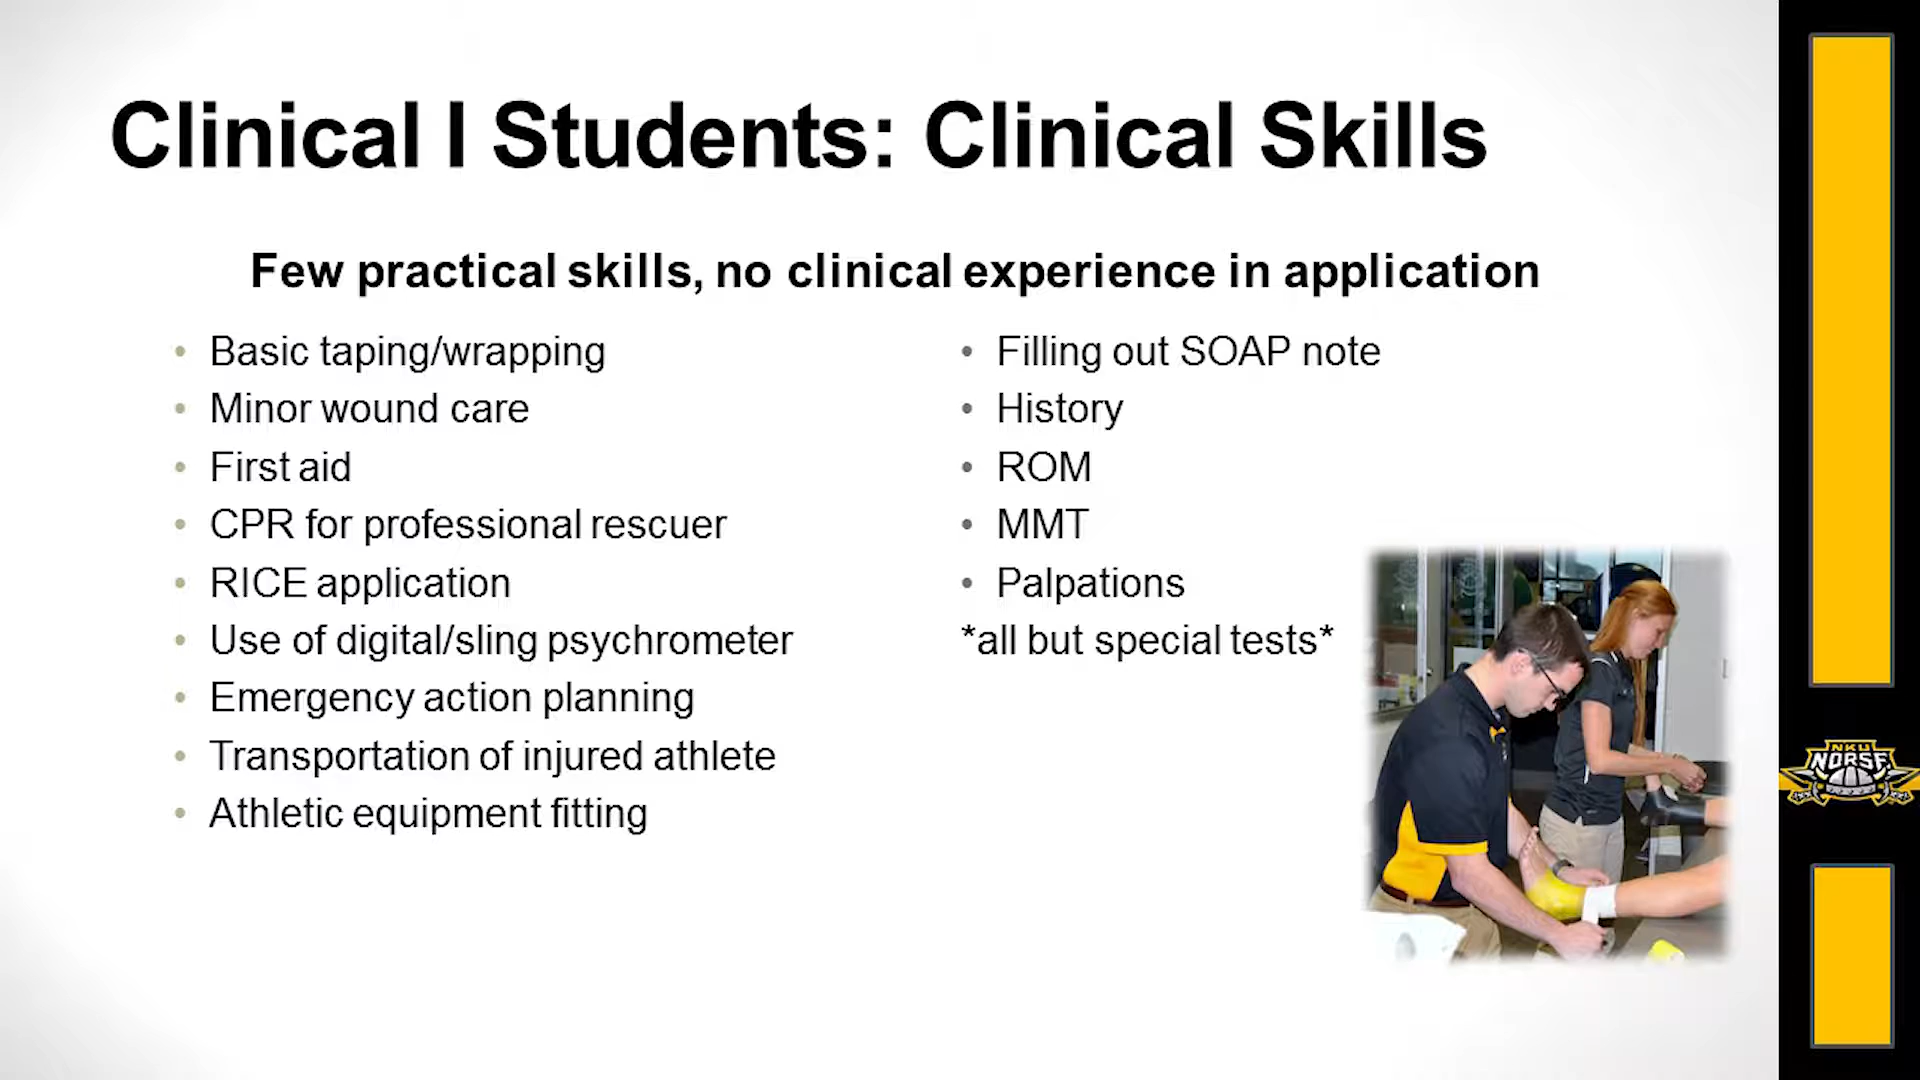 Clinical I Students: Clinical Skills
Few practical skills, no clinical experience in application
• Basic taping/wrapping
• Minor wound care
• First aid
• CPR for professional rescuer
• RICE application
• Use of digital/sling psychrometer
• Emergency action planning
• Transportation of injured athlete
• Athletic equipment fitting
• Filling out SOAP note
• History
• ROM
• MMT
• Palpations
*all but special tests*
NKU
NORSE